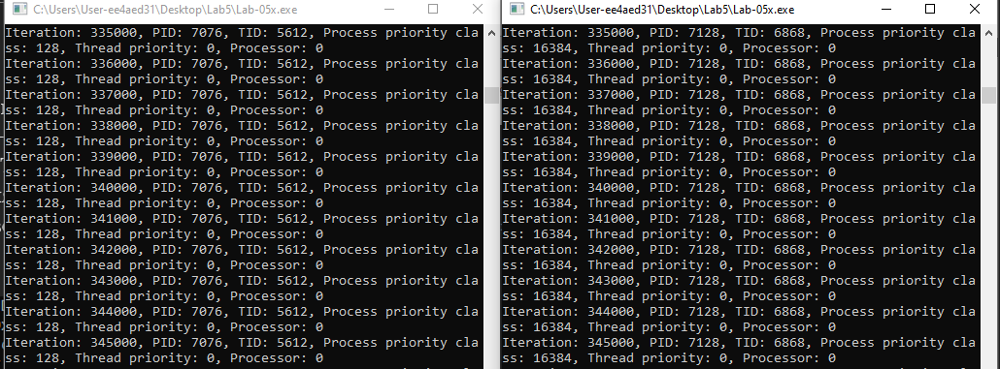 C:\Users\User-ee4aed31\Desktop\Lab5\Lab-05x.exe
Iteration: 335000, PID: 7076, TID: 5612, Process priority cla
ss: 128, Thread priority: 0, Processor: 0
Iteration: 336000, PID: 7076, TID: 5612, Process priority cla
ss: 128, Thread priority: 0, Processor: 0
Iteration: 337000, PID: 7076, TID: 5612, Process priority cla
ss: 128, Thread priority: 0, Processor: 0
Iteration: 338000, PID: 7076, TID: 5612, Process priority cla
ss: 128, Thread priority: 0, Processor: 0
Iteration: 339000, PID: 7076, TID: 5612, Process priority cla
ss: 128, Thread priority: 0, Processor: 0
Iteration: 340000, PID: 7076, TID: 5612, Process priority cla
ss: 128, Thread priority: 0, Processor: 0
Iteration: 341000, PID: 7076, TID: 5612, Process priority cla
ss: 128, Thread priority: 0, Processor: 0
Iteration: 342000, PID: 7076, TID: 5612, Process priority cla
ss: 128, Thread priority: 0, Processor: 0
Iteration: 343000, PID: 7076, TID: 5612, Process priority cla
ss: 128, Thread priority: 0, Processor: 0
Iteration: 344000, PID: 7076, TID: 5612, Process priority cla
ss: 128, Thread priority: 0, Processor: 0
Iteration: 345000, PID: 7076, TID: 5612, Process priority cla
ss: 128, Thread priority: 0, Processor: 0
C:\Users\User-ee4aed31\Desktop\Lab5\Lab-05x.exe
Iteration: 335000, PID: 7128, TID: 6868, Process priority cla
ss: 16384, Thread priority: 0, Processor: 0
Iteration: 336000, PID: 7128, TID: 6868, Process priority cla
ss: 16384, Thread priority: 0, Processor: 0
Iteration: 337000, PID: 7128, TID: 6868, Process priority cla
ss: 16384, Thread priority: 0, Processor: 0
Iteration: 338000, PID: 7128, TID: 6868, Process priority cla
ss: 16384, Thread priority: 0, Processor: 0
Iteration: 339000, PID: 7128, TID: 6868, Process priority cla
ss: 16384, Thread priority: 0, Processor: 0
Iteration: 340000, PID: 7128, TID: 6868, Process priority cla
ss: 16384, Thread priority: 0, Processor: 0
Iteration: 341000, PID: 7128, TID: 6868, Process priority cla
ss: 16384, Thread priority: 0, Processor: 0
Iteration: 342000, PID: 7128, TID: 6868, Process priority cla
ss: 16384, Thread priority: 0, Processor: 0
Iteration: 343000, PID: 7128, TID: 6868, Process priority cla
ss: 16384, Thread priority: 0, Processor: 0
Iteration: 344000, PID: 7128, TID: 6868, Process priority cla
ss: 16384, Thread priority: 0, Processor: 0
Iteration: 345000, PID: 7128, TID: 6868, Process priority cla
ss: 16384, Thread priority: 0, Processor: 0